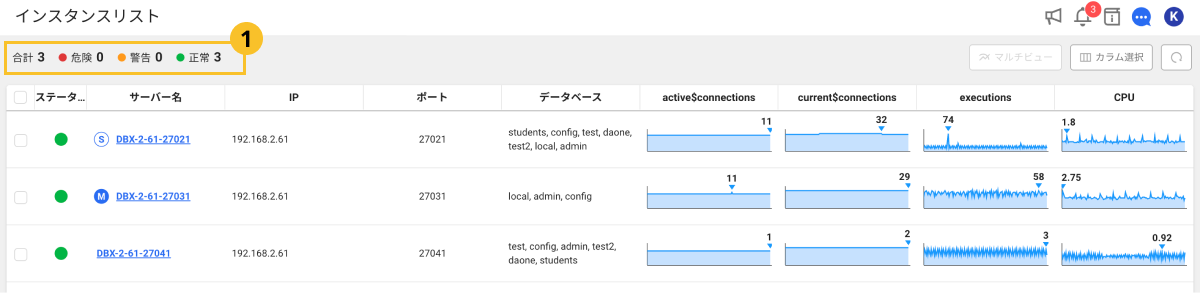 インスタンスリスト
3
K
1
合計 3 危険 0 警告 0 正常 3
マルチビュー カラム選択
ステータ... サーバー名 IP ポート データベース active$connections current$connections executions CPU
S DBX-2-61-27021 192.168.2.61 27021 students, config, test, daone, test2, local, admin 11 32 74 1.8
M DBX-2-61-27031 192.168.2.61 27031 local, admin, config 11 29 58 2.75
DBX-2-61-27041 192.168.2.61 27041 test, config, admin, test2, daone, students 1 2 3 0.92